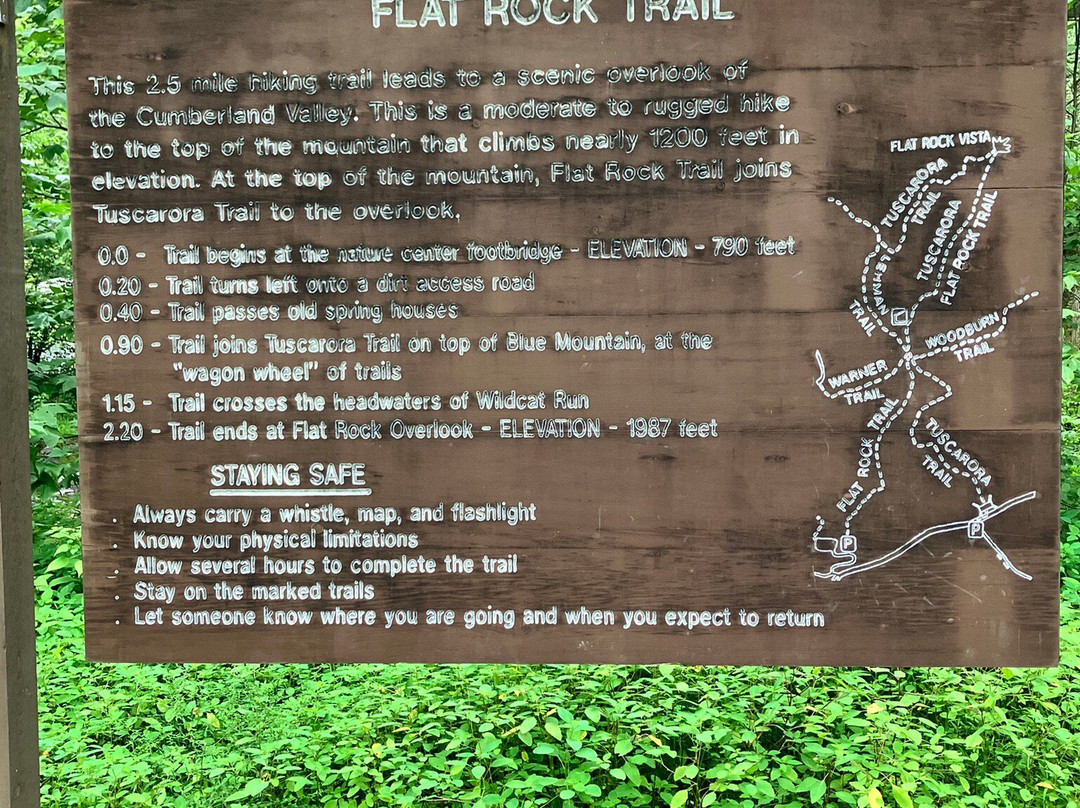 FLAT ROCK TRAIL
This 2.5 mile hiking trail leads to a scenic overlook of
the Cumberland Valley. This is a moderate to rugged hike
to the top of the mountain that climbs nearly 1200 feet in
elevation. At the top of the mountain, Flat Rock Trail joins
Tuscarora Trail to the overlook.
0.0 - Trail begins at the nature center footbridge - ELEVATION - 790 feet
0.20 - Trail turns left onto a dirt access road
0.40 - Trail passes old spring houses
0.90 - Trail joins Tuscarora Trail on top of Blue Mountain, at the
"wagon wheel" of trails
1.15 - Trail crosses the headwaters of Wildcat Run
2.20 - Trail ends at Flat Rock Overlook - ELEVATION - 1987 feet
STAYING SAFE
. Always carry a whistle, map, and flashlight
. Know your physical limitations
. Allow several hours to complete the trail
. Stay on the marked trails
. Let someone know where you are going and when you expect to return
FLAT ROCK VISTA
TUSCARORA
TRAIL
TUSCARORA
FLAT ROCK TRAIL
LEHMAN
TRAIL
WOODBURN
TRAIL
WARNER
TRAIL
FLAT ROCK TRAIL
TUSCARORA
TRAIL
P
P